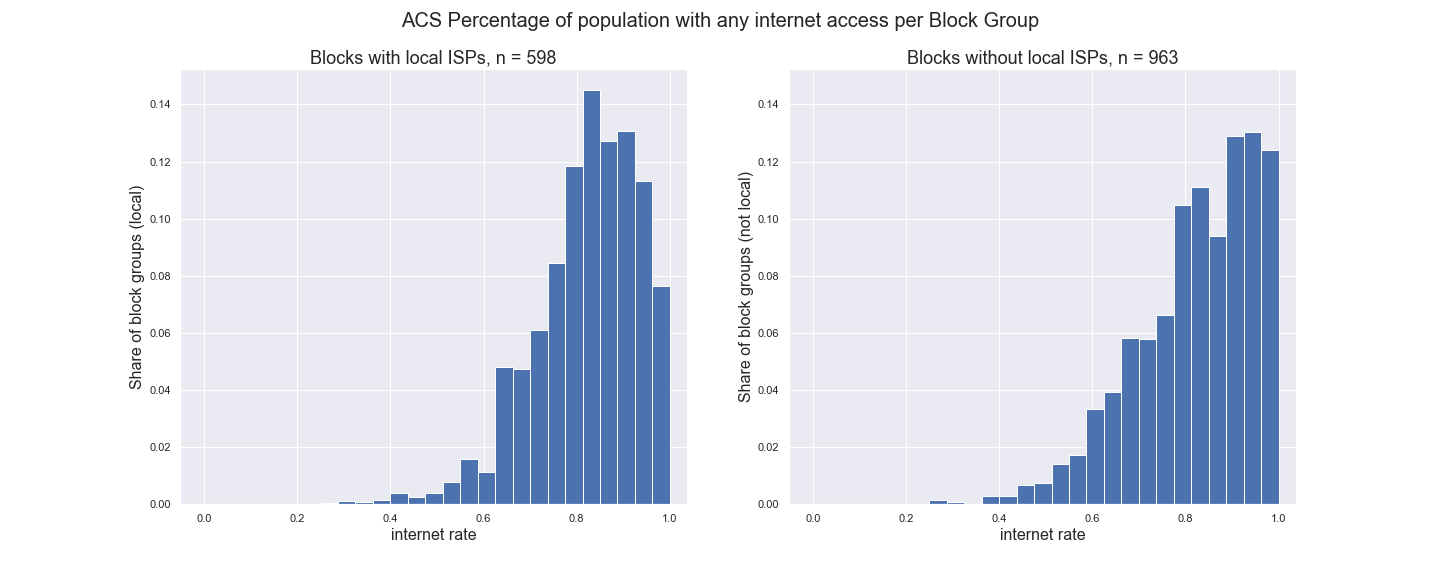 ACS Percentage of population with any internet access per Block Group
Blocks with local ISPs, n = 598
Share of block groups (local)
0.14
0.12
0.10
0.08
0.06
0.04
0.02
0.00
0.0 0.2 0.4 0.6 0.8 1.0
internet rate
Blocks without local ISPs, n = 963
Share of block groups (not local)
0.14
0.12
0.10
0.08
0.06
0.04
0.02
0.00
0.0 0.2 0.4 0.6 0.8 1.0
internet rate